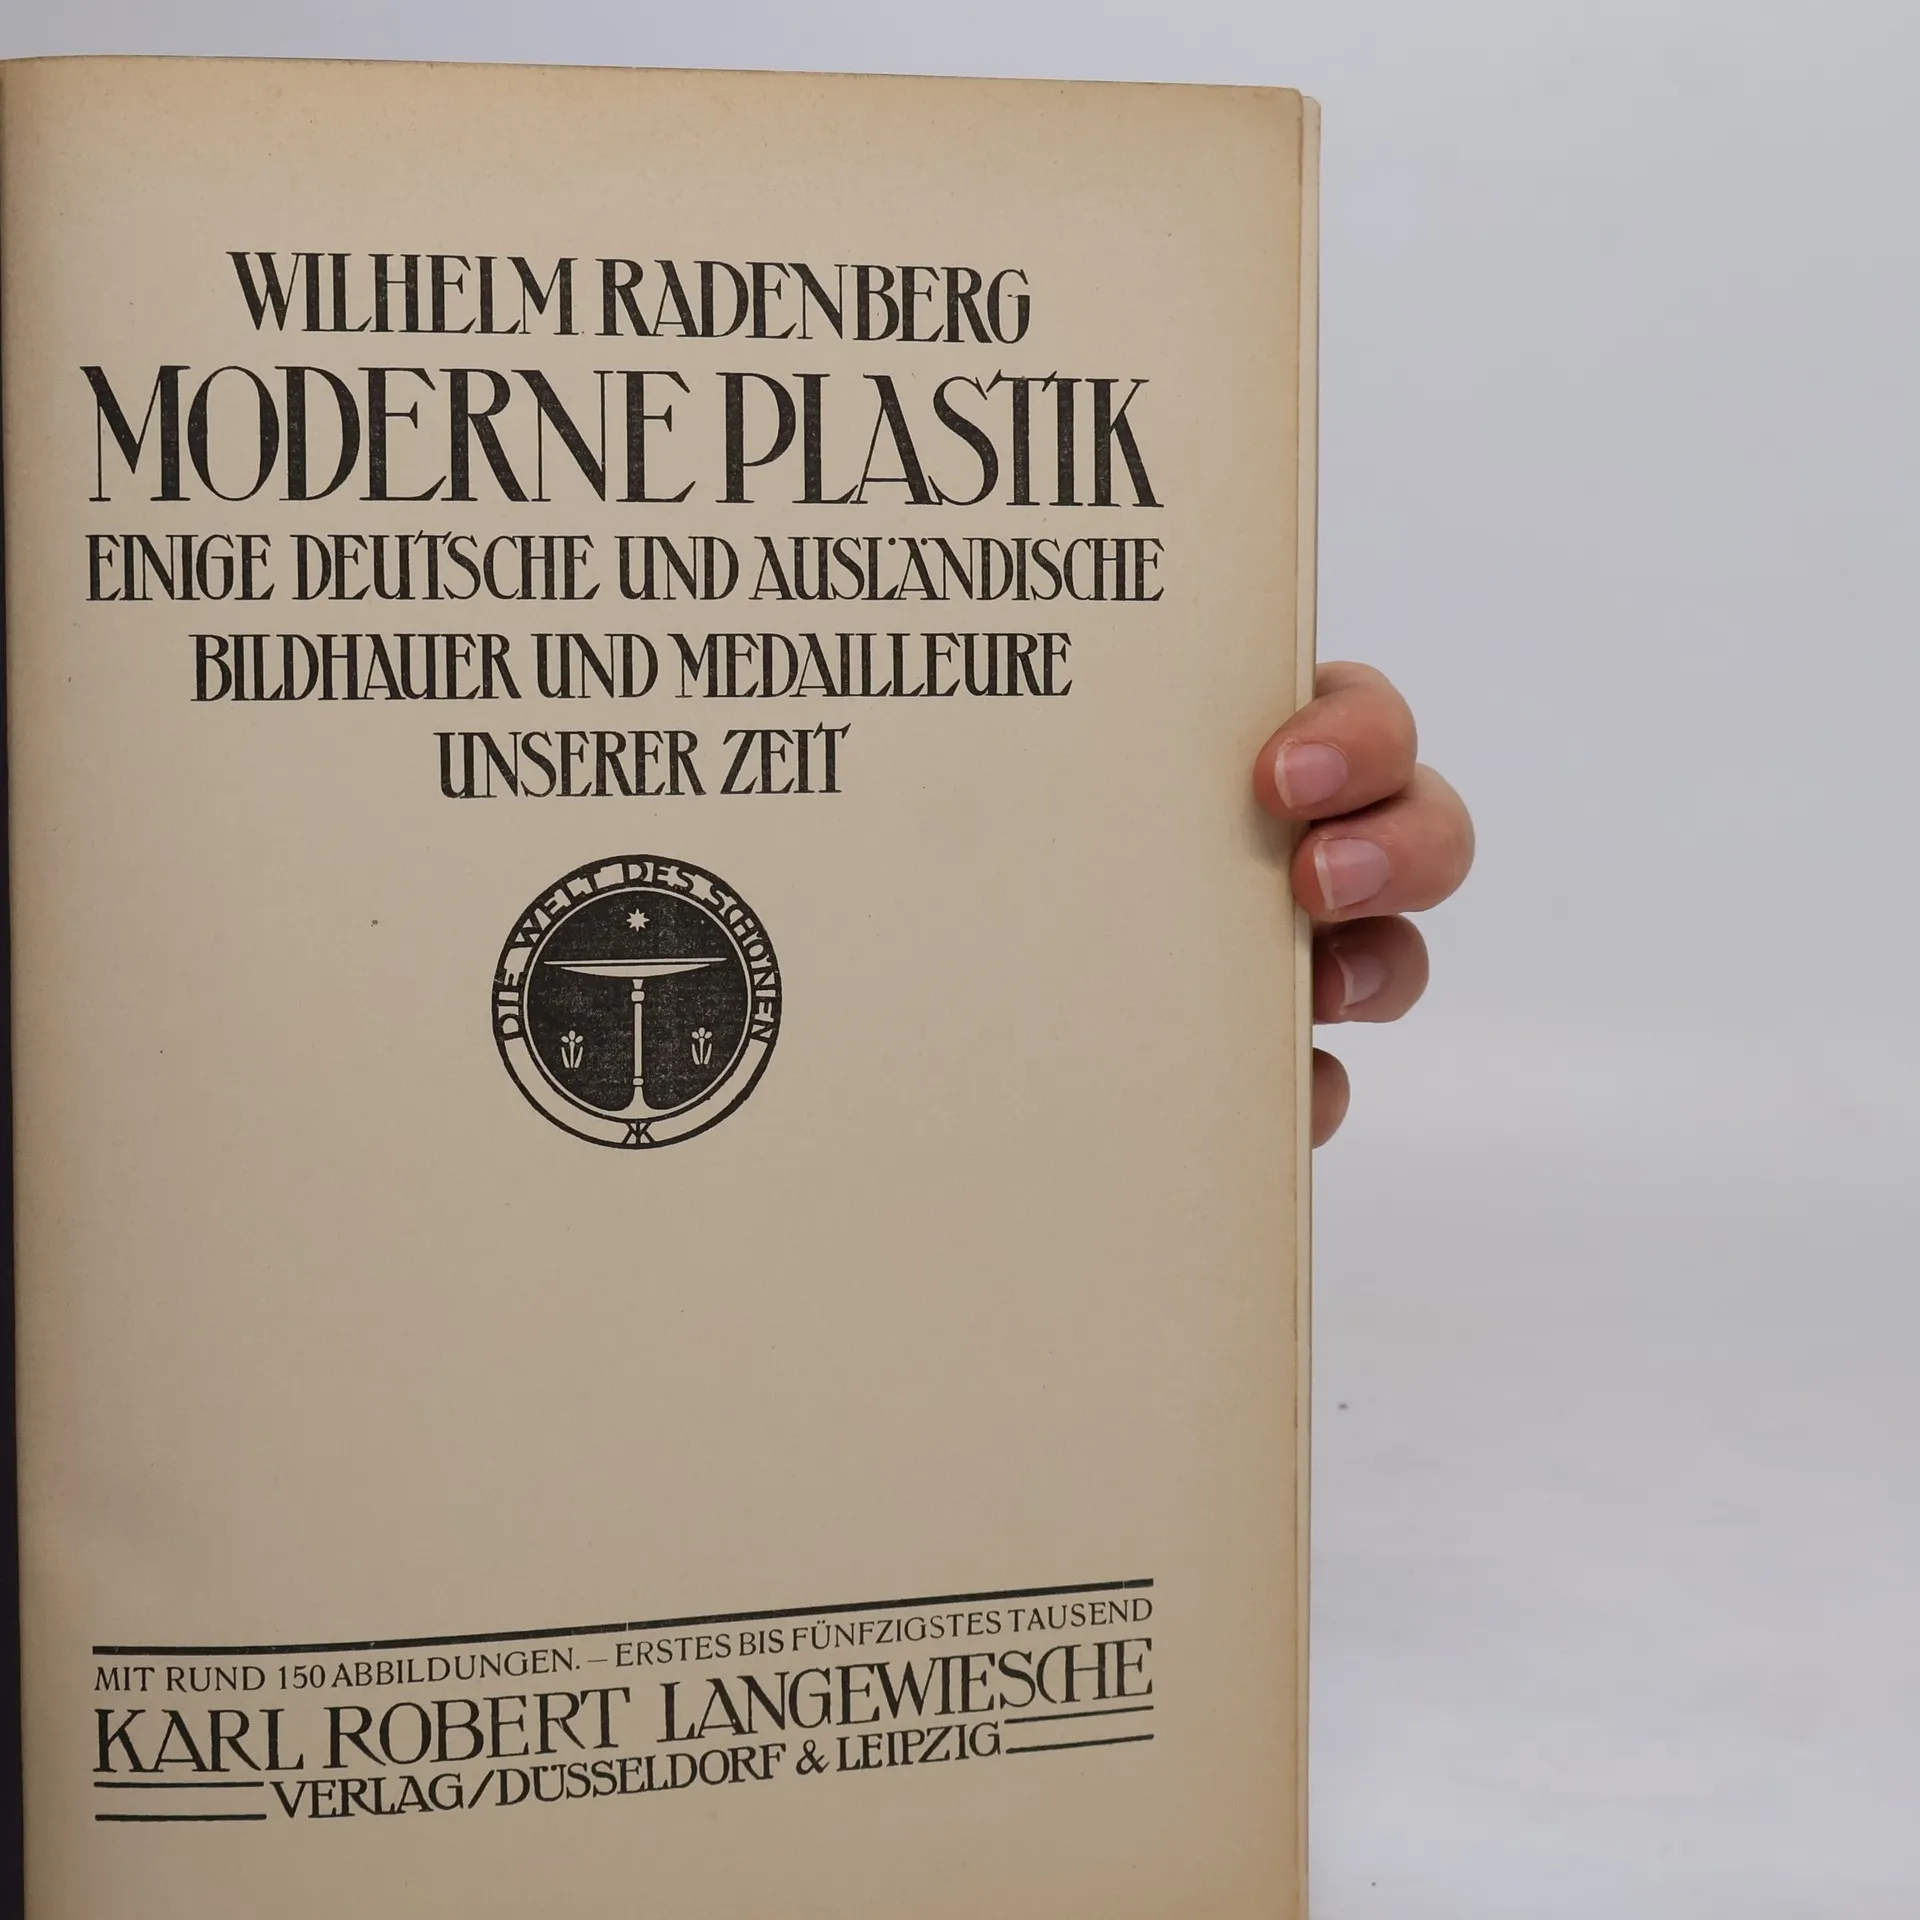 WILHELM RADENBERG
MODERNE PLASTIK
EINIGE DEUTSCHE UND AUSLÄNDISCHE
BILDHAUER UND MEDAILLEURE
UNSERER ZEIT
DIE WELT DES SCHÖNEN
MIT RUND 150 ABBILDUNGEN. – ERSTES BIS FÜNFZIGSTES TAUSEND
KARL ROBERT LANGEWIESCHE
VERLAG/DÜSSELDORF & LEIPZIG